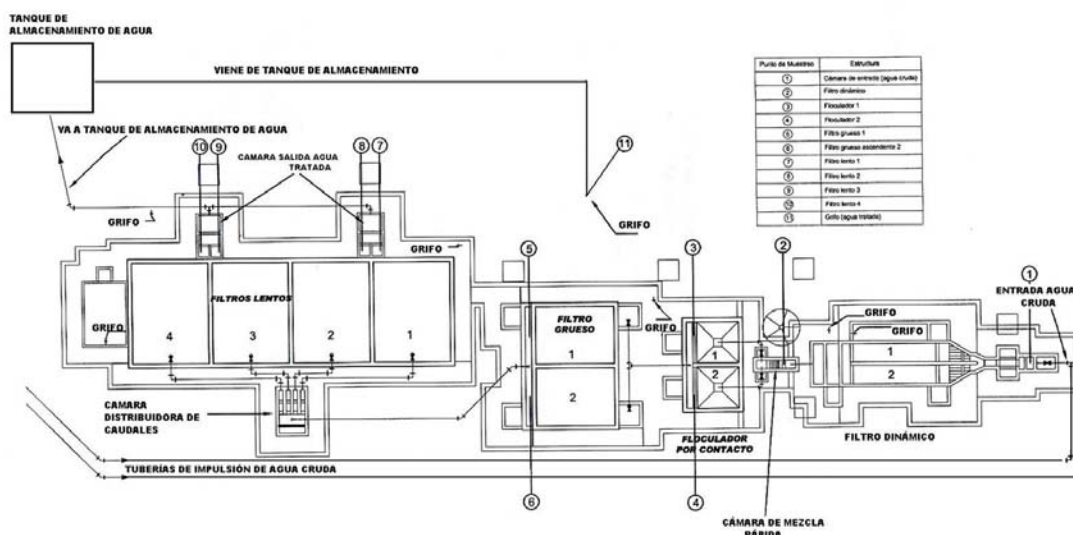 TANQUE DE
ALMACENAMIENTO DE AGUA
VIENE DE TANQUE DE ALMACENAMIENTO
VA A TANQUE DE ALMACENAMIENTO DE AGUA
Punto de Muestreo Estructura
1 Cámara de entrada (agua cruda)
2 Filtro dinámico
3 Floculador 1
4 Floculador 2
5 Filtro grueso 1
6 Filtro grueso ascendente 2
7 Filtro lento 1
8 Filtro lento 2
9 Filtro lento 3
10 Filtro lento 4
11 Grifo (agua tratada)
10 9
8 7
11
CAMARA SALIDA AGUA
TRATADA
GRIFO
GRIFO
GRIFO
5
3
2
1
ENTRADA AGUA
CRUDA
FILTROS LENTOS
4 3 2 1
GRIFO
FILTRO
GRUESO
1
2
GRIFO
1
2
GRIFO
GRIFO
1
2
CAMARA
DISTRIBUIDORA DE
CAUDALES
FLOCULADOR
POR CONTACTO
FILTRO DINÁMICO
TUBERÍAS DE IMPULSIÓN DE AGUA CRUDA
6
4
CÁMARA DE MEZCLA
RÁPIDA